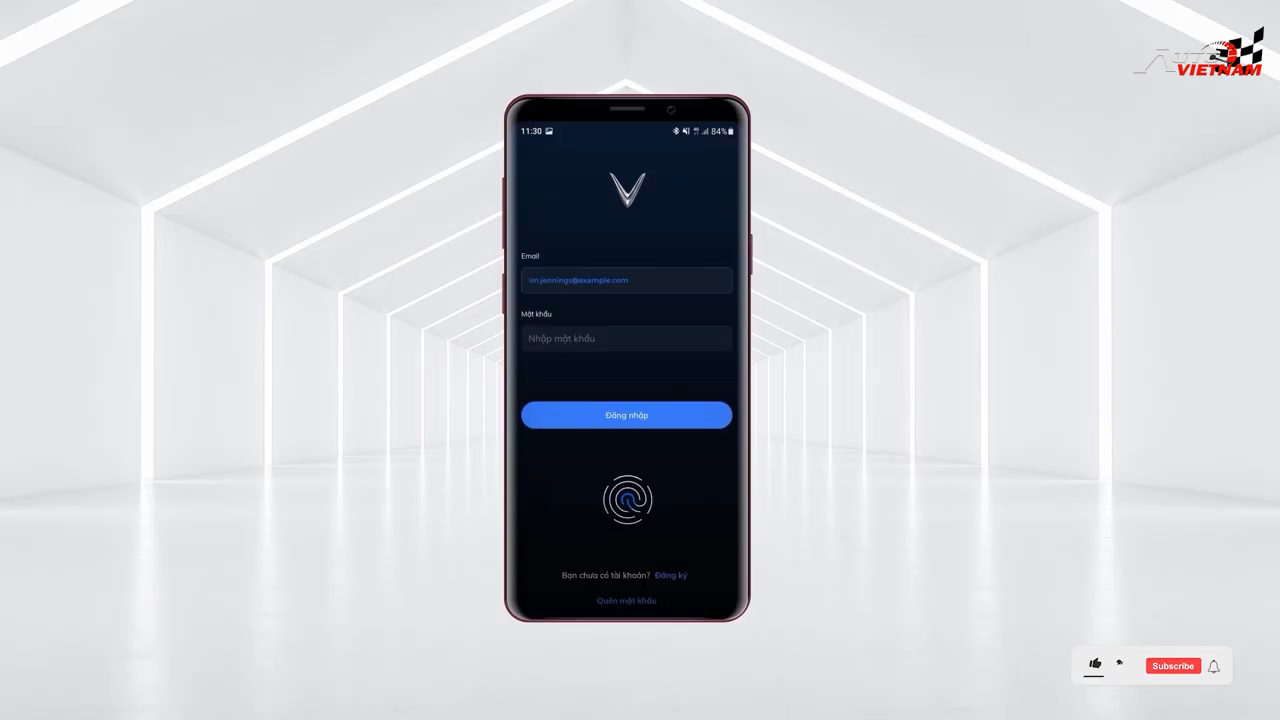 AUTO
VIETNAM
11:30
84%
Email
im.jennings@example.com
Mật khẩu
Nhập mật khẩu
Đăng nhập
Bạn chưa có tài khoản? Đăng ký
Quên mật khẩu
Subscribe